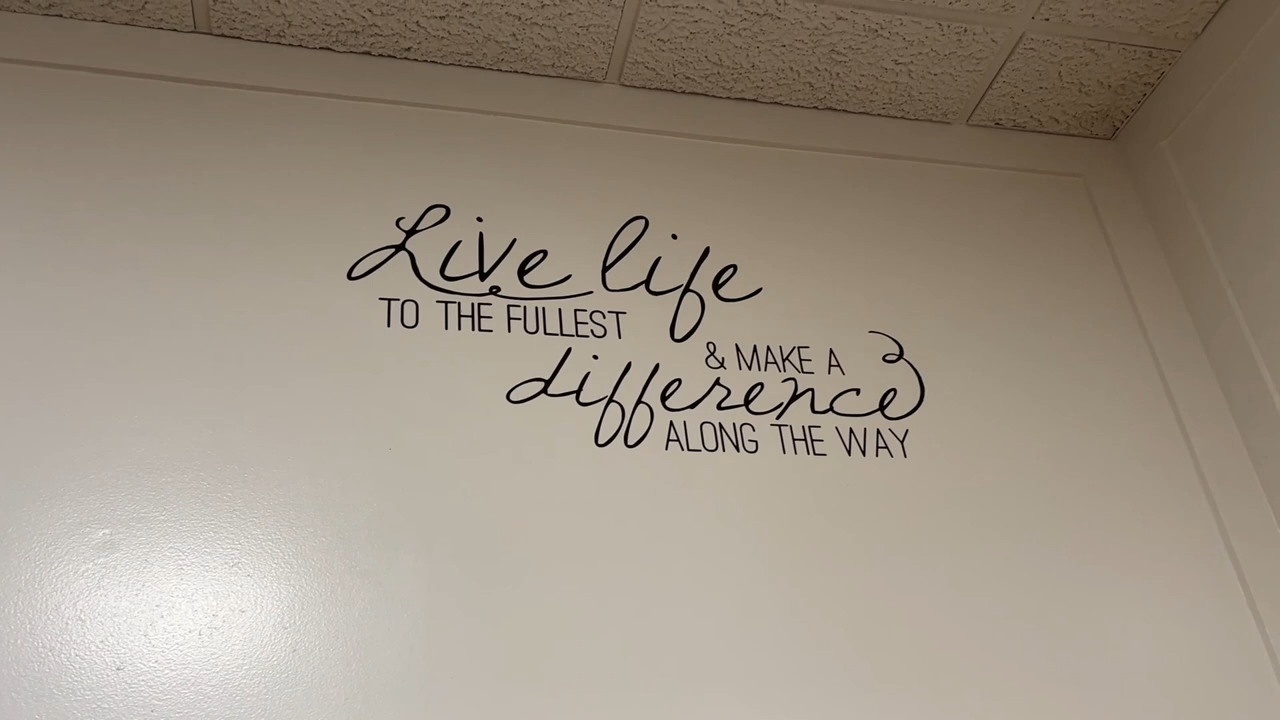 Live life
TO THE FULLEST
& MAKE A
difference
ALONG THE WAY